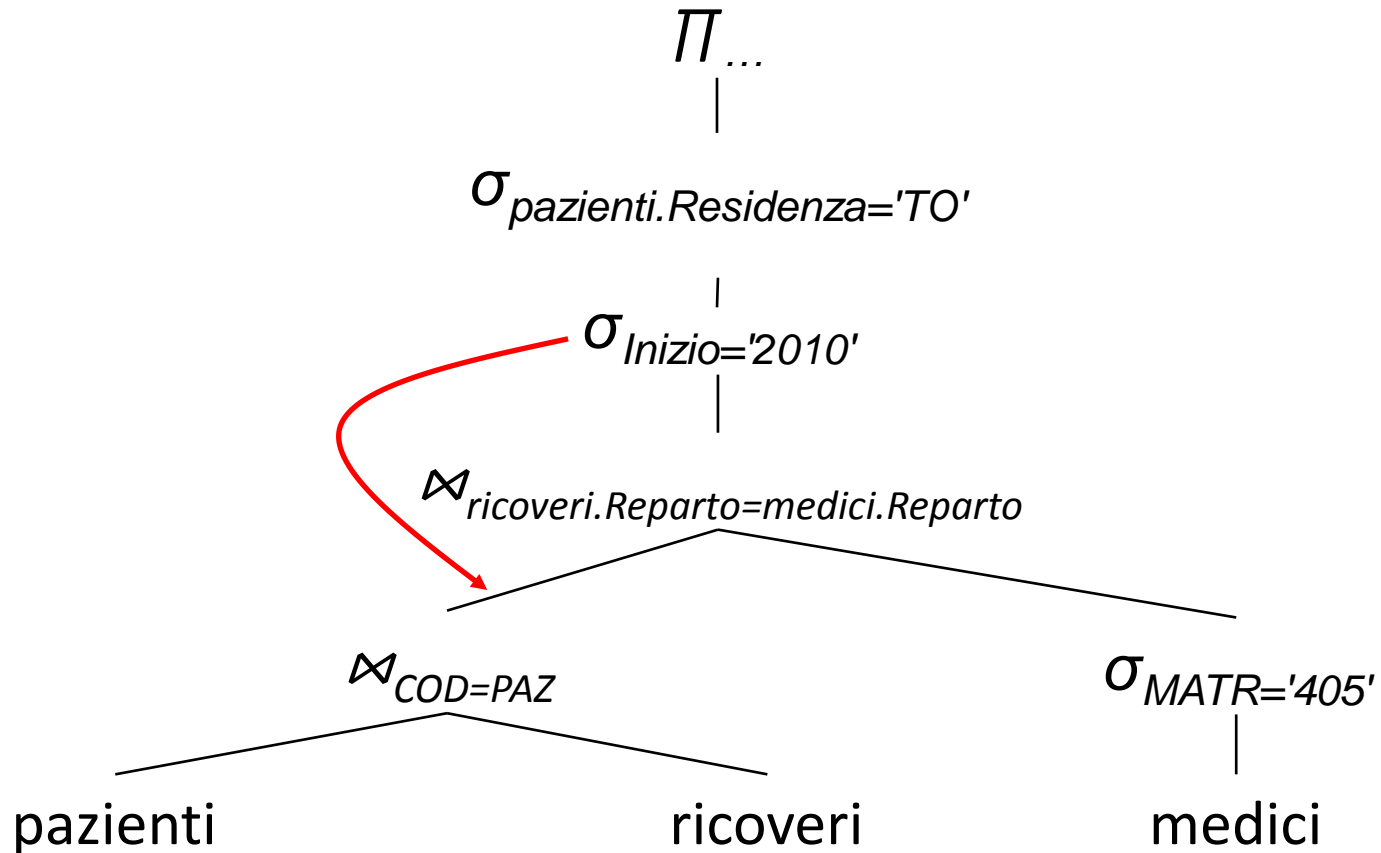 Π...
σpazienti.Residenza='TO'
σInizio='2010'
⋈ricoveri.Reparto=medici.Reparto
⋈COD=PAZ σMATR='405'
pazienti ricoveri medici